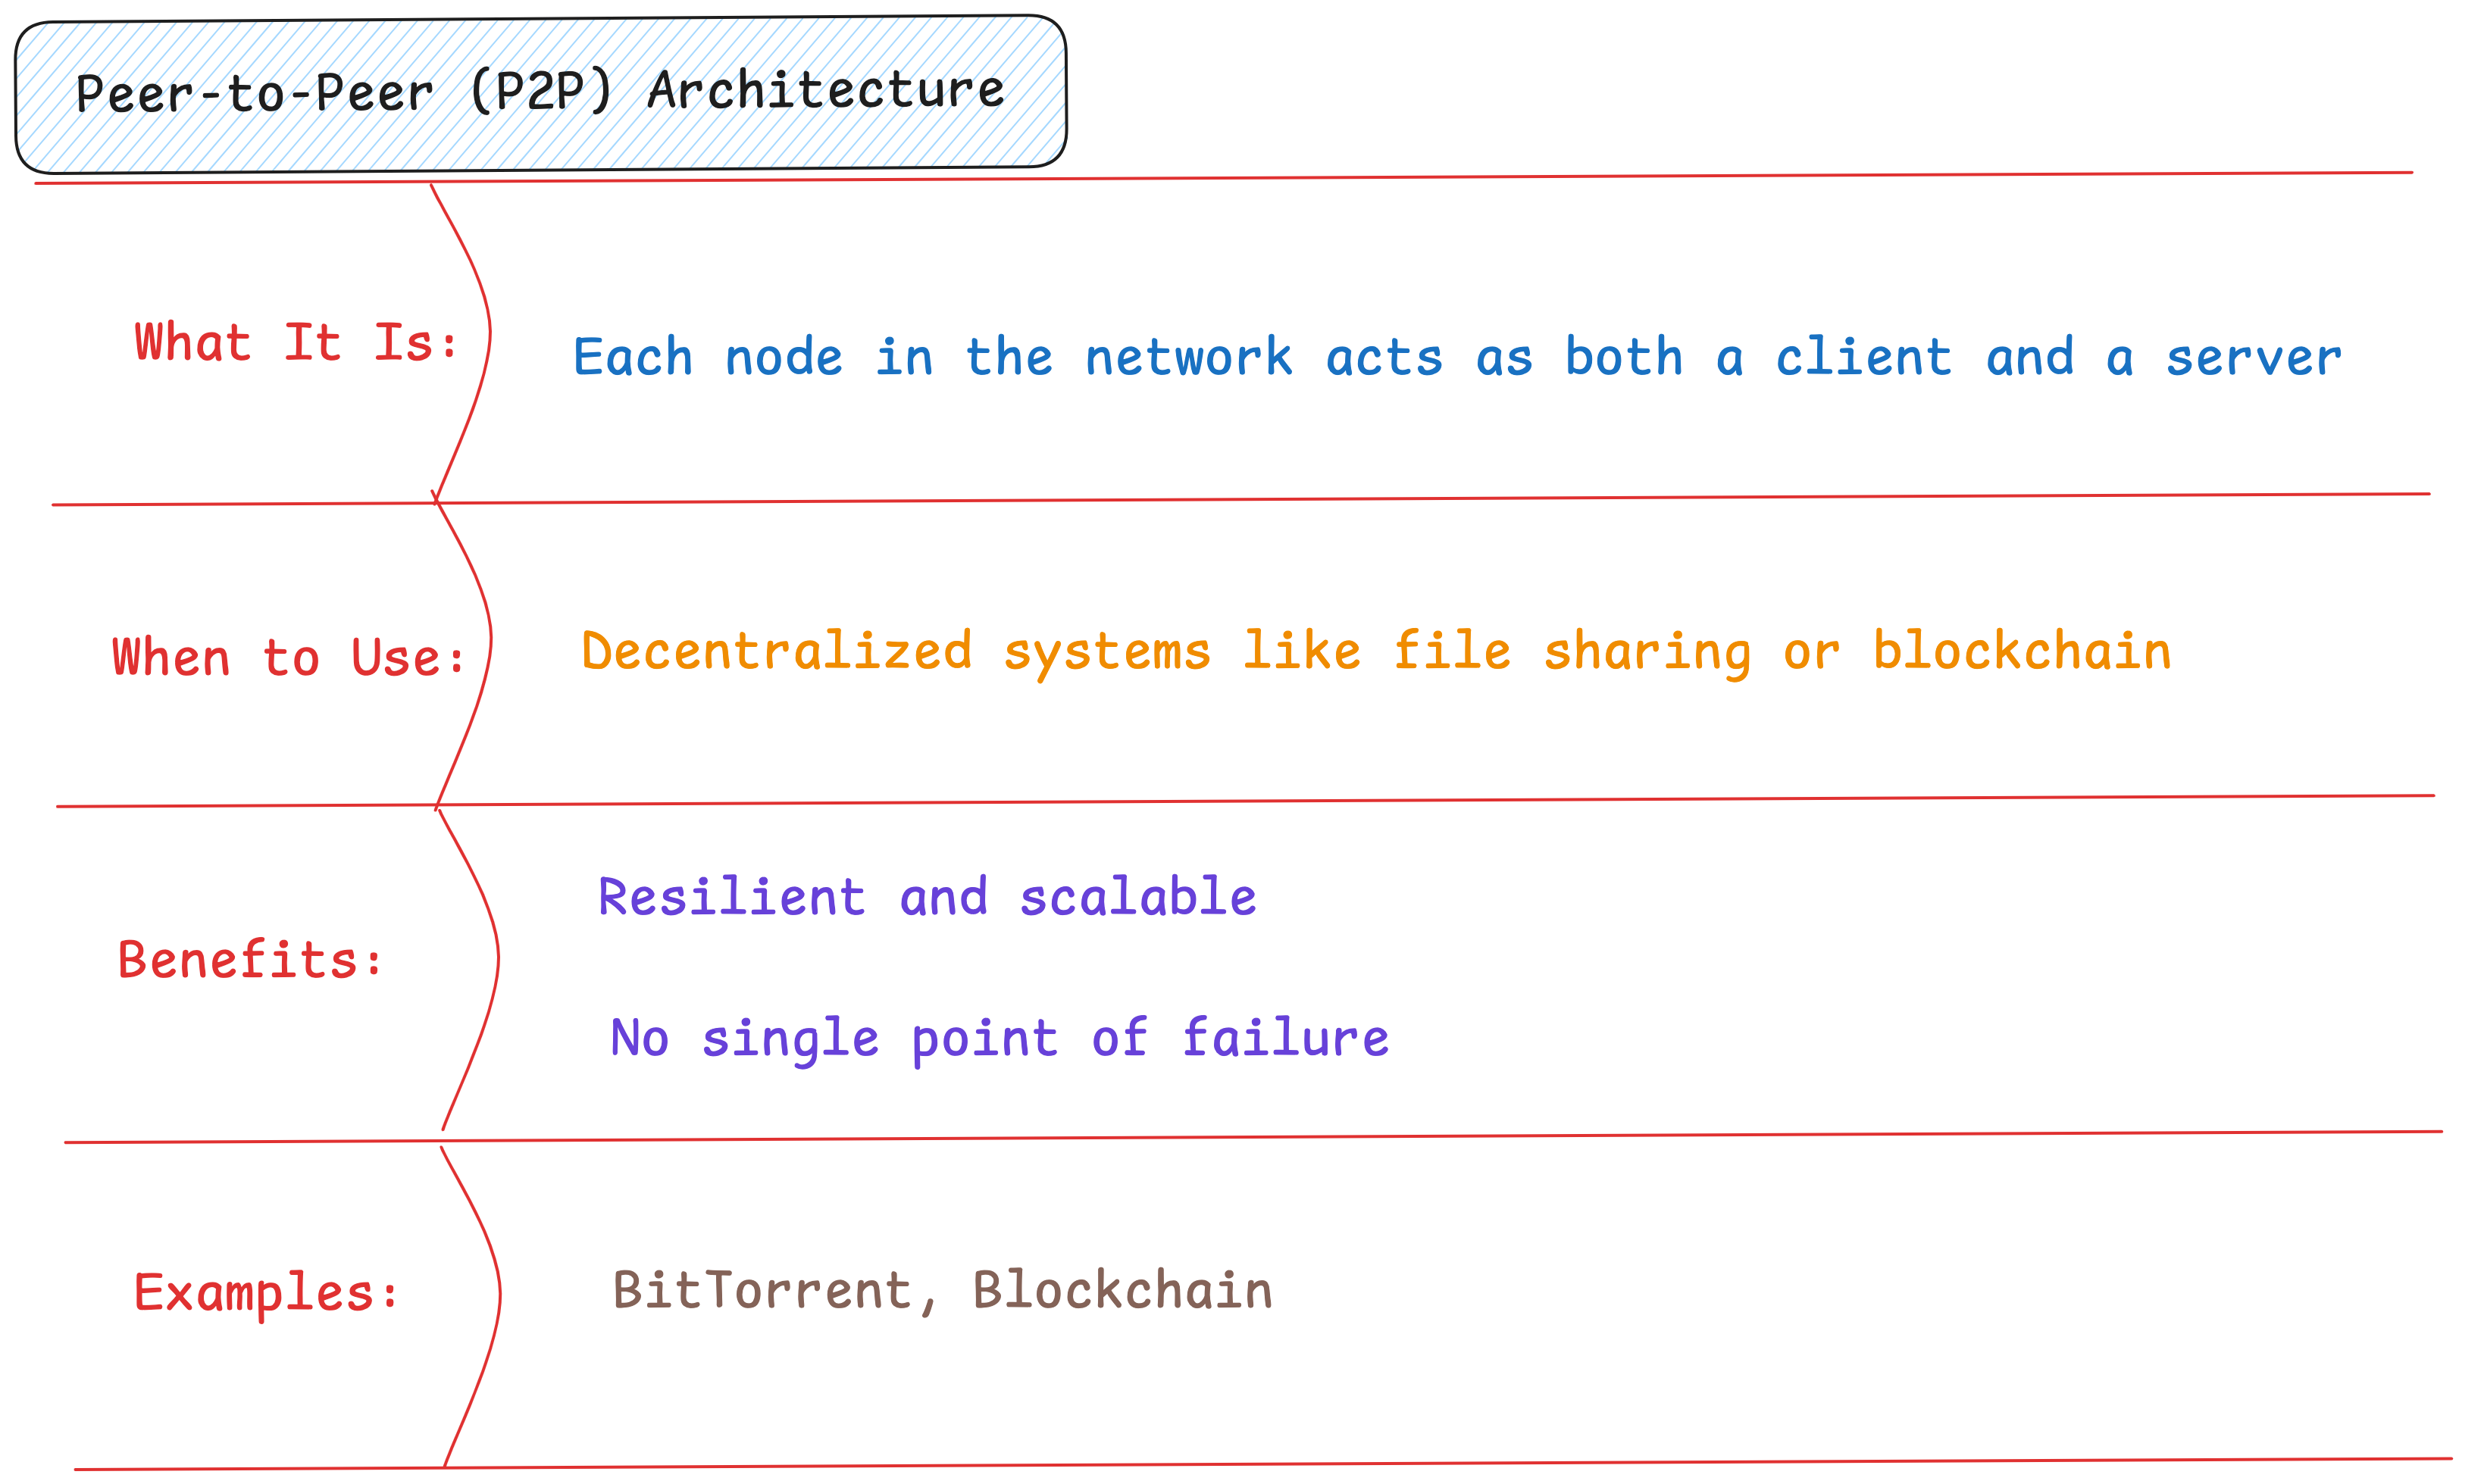 Peer-to-Peer (P2P) Architecture
What It Is:
Each node in the network acts as both a client and a server
When to Use:
Decentralized systems like file sharing or blockchain
Benefits:
Resilient and scalable
No single point of failure
Examples:
BitTorrent, Blockchain